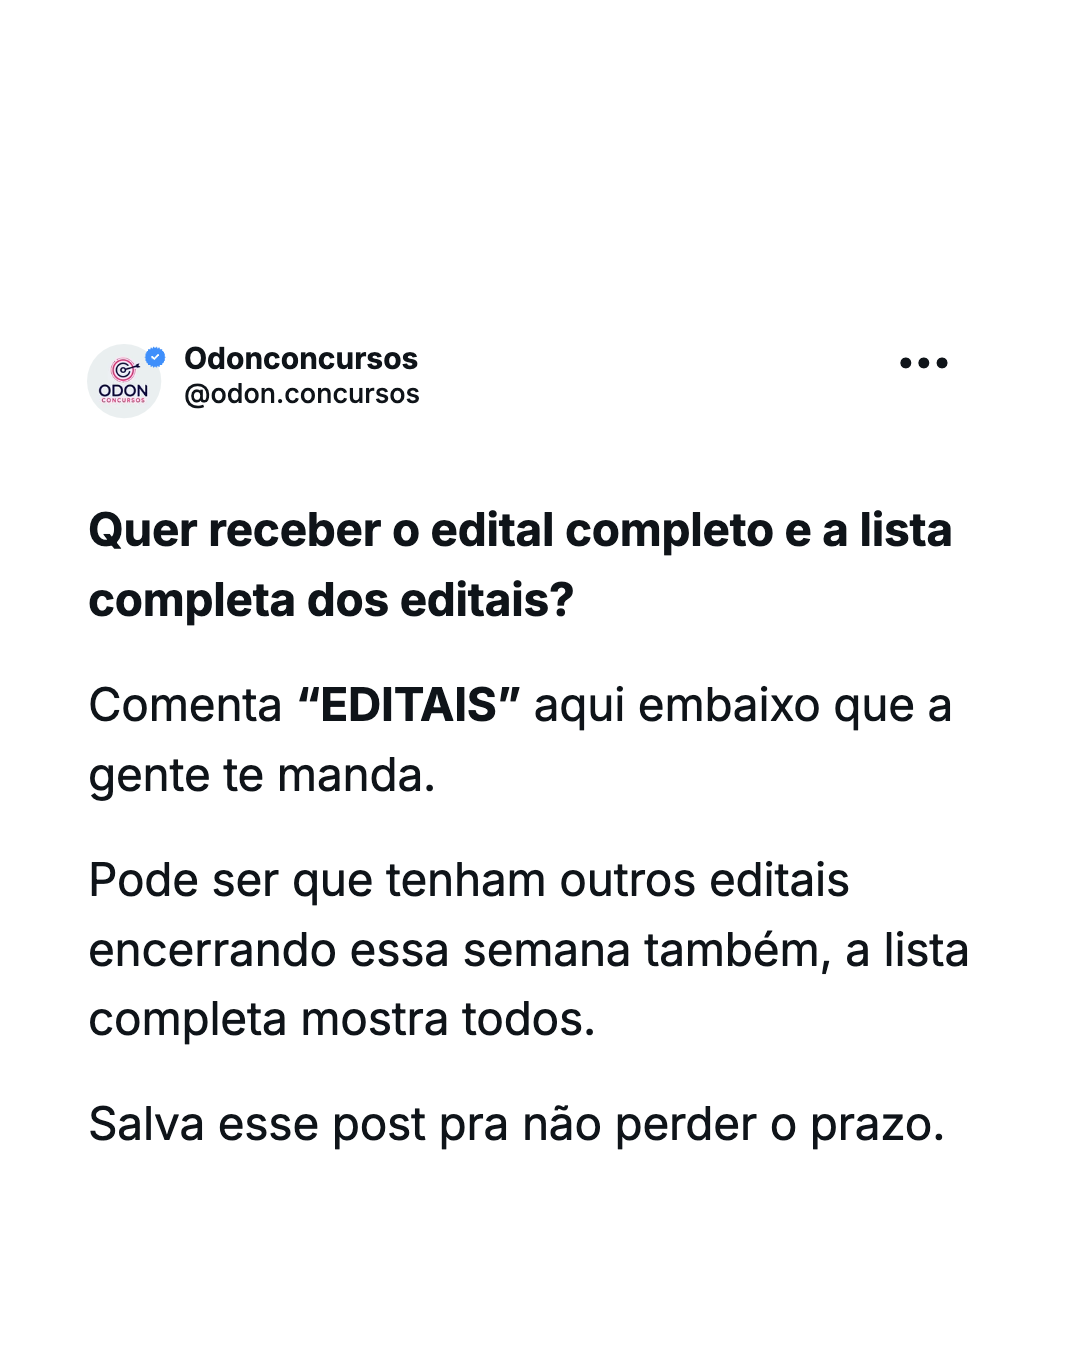 ODON
CONCURSOS
Odonconcursos
@odon.concursos
Quer receber o edital completo e a lista
completa dos editais?
Comenta “EDITAIS” aqui embaixo que a
gente te manda.
Pode ser que tenham outros editais
encerrando essa semana também, a lista
completa mostra todos.
Salva esse post pra não perder o prazo.